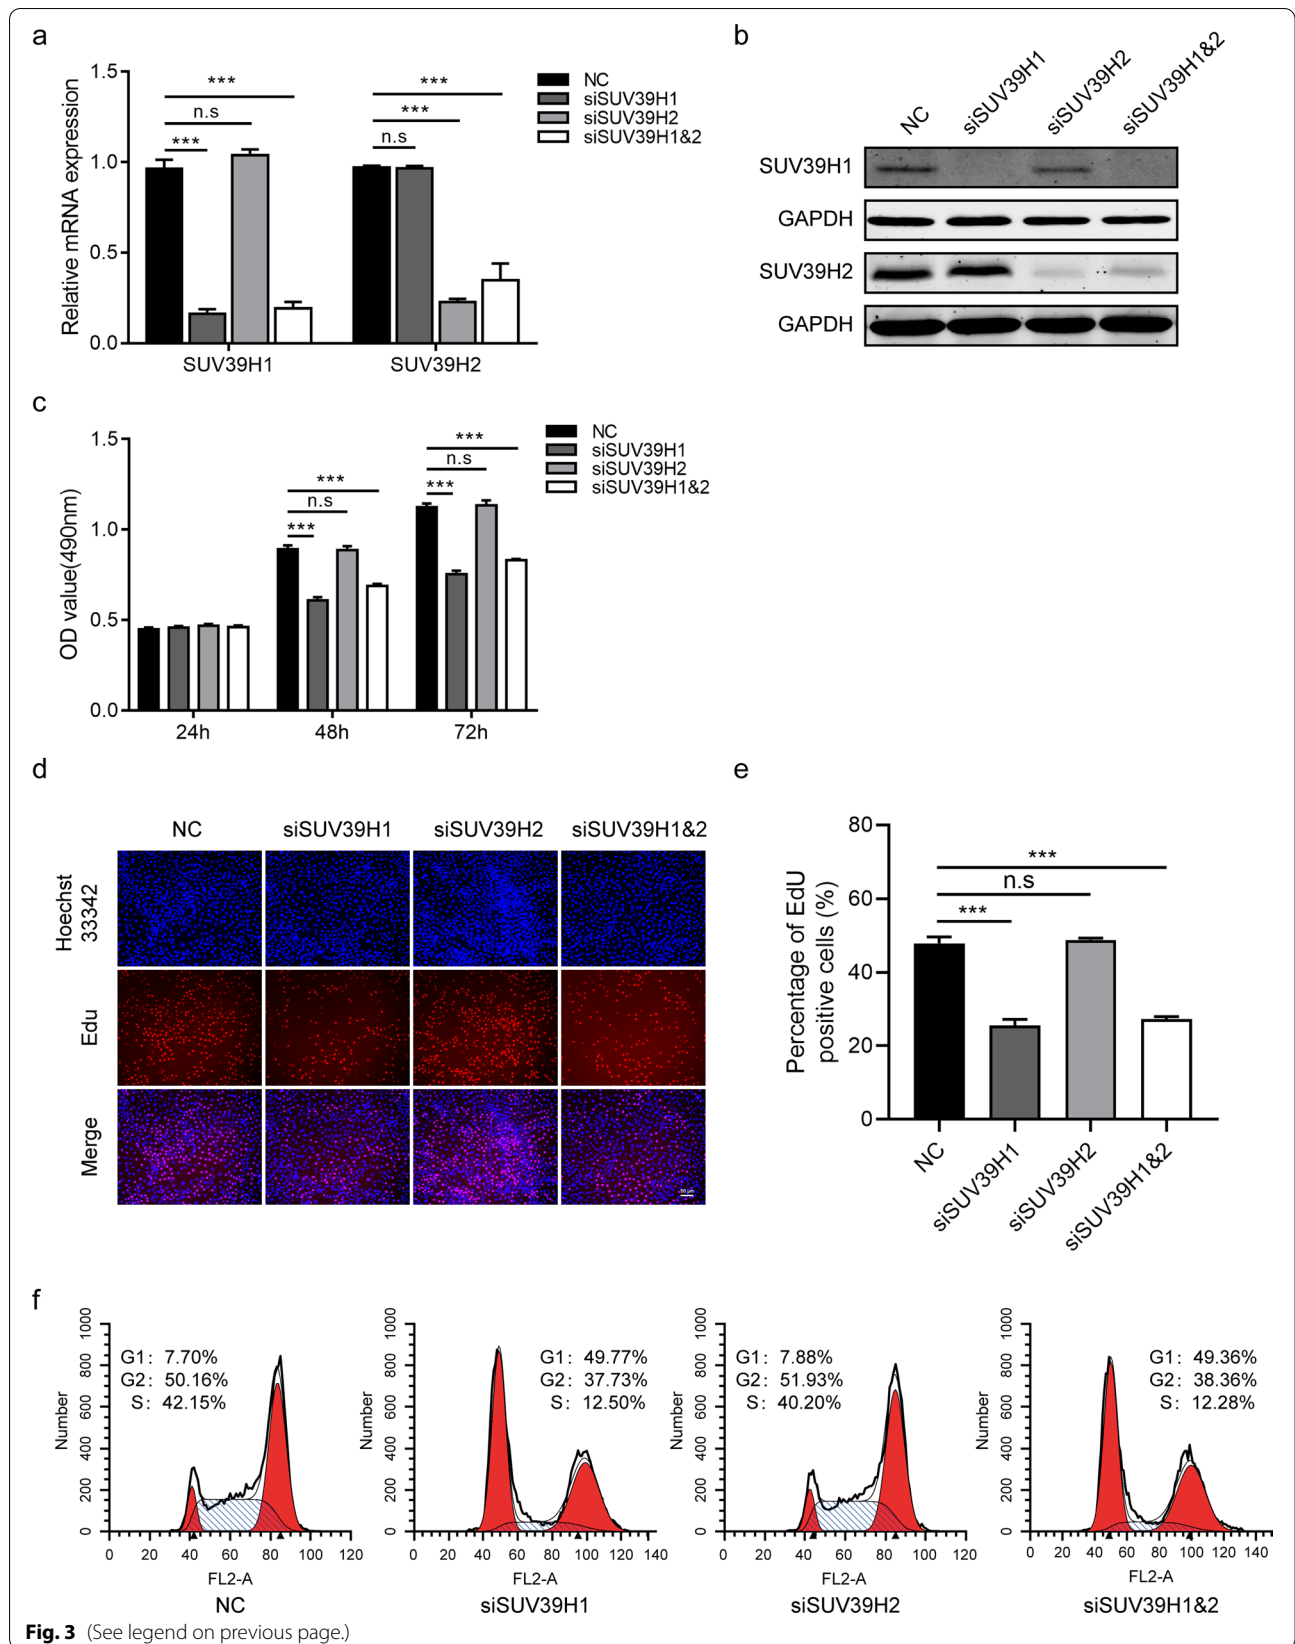 a
Relative mRNA expression
1.5
1.0
0.5
0.0
***
n.s
***
***
***
n.s
SUV39H1
SUV39H2
NC
siSUV39H1
siSUV39H2
siSUV39H1&2
b
NC
siSUV39H1
siSUV39H2
siSUV39H1&2
SUV39H1
GAPDH
SUV39H2
GAPDH
c
OD value(490nm)
1.5
1.0
0.5
0.0
***
n.s
***
***
n.s
***
24h
48h
72h
NC
siSUV39H1
siSUV39H2
siSUV39H1&2
d
NC
siSUV39H1
siSUV39H2
siSUV39H1&2
Hoechst
33342
Edu
Merge
50 μm
e
Percentage of EdU
positive cells (%)
80
60
40
20
0
***
n.s
***
NC
siSUV39H1
siSUV39H2
siSUV39H1&2
f
Number
1000
800
600
400
200
0
G1: 7.70%
G2: 50.16%
S: 42.15%
0 20 40 60 80 100 120
FL2-A
NC
Number
1000
800
600
400
200
0
G1: 49.77%
G2: 37.73%
S: 12.50%
0 20 40 60 80 100 120 140
FL2-A
siSUV39H1
Number
1000
800
600
400
200
0
G1: 7.88%
G2: 51.93%
S: 40.20%
0 20 40 60 80 100 120
FL2-A
siSUV39H2
Number
1000
800
600
400
200
0
G1: 49.36%
G2: 38.36%
S: 12.28%
0 20 40 60 80 100 120 140
FL2-A
siSUV39H1&2
Fig. 3 (See legend on previous page.)